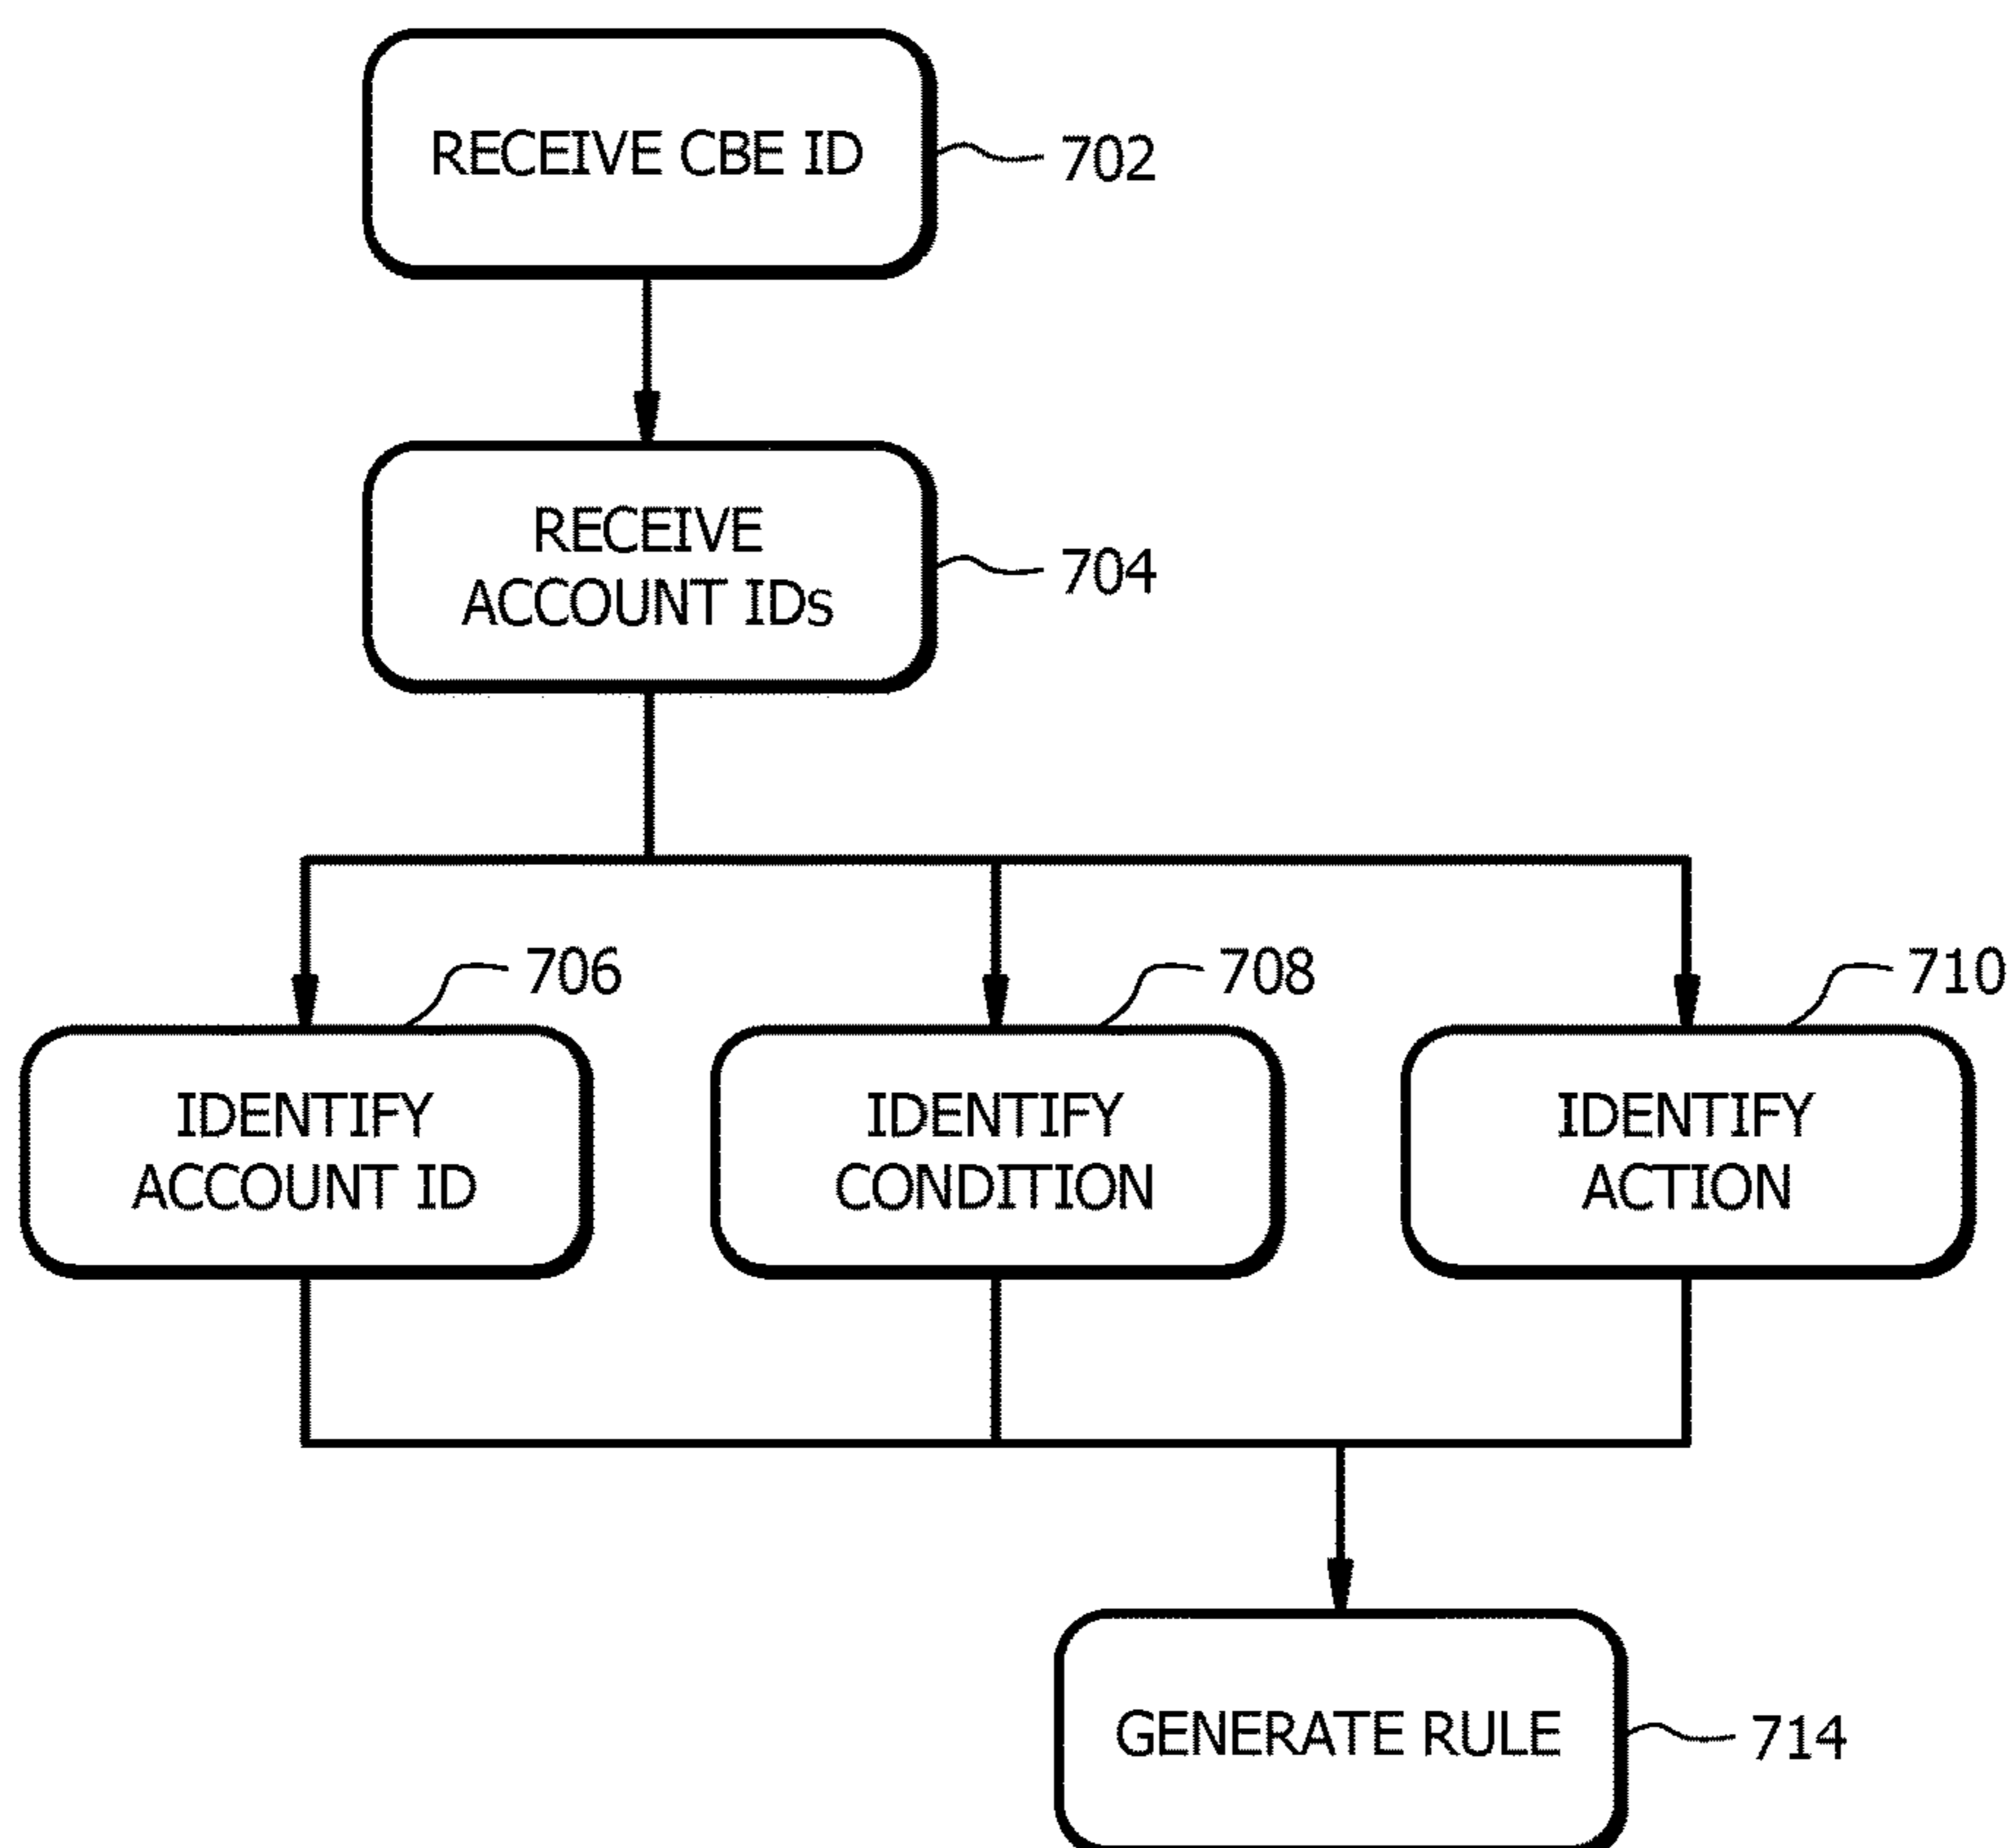 RECEIVE CBE ID
702
RECEIVE
ACCOUNT IDs
704
706
708
710
IDENTIFY
ACCOUNT ID
IDENTIFY
CONDITION
IDENTIFY
ACTION
GENERATE RULE
714